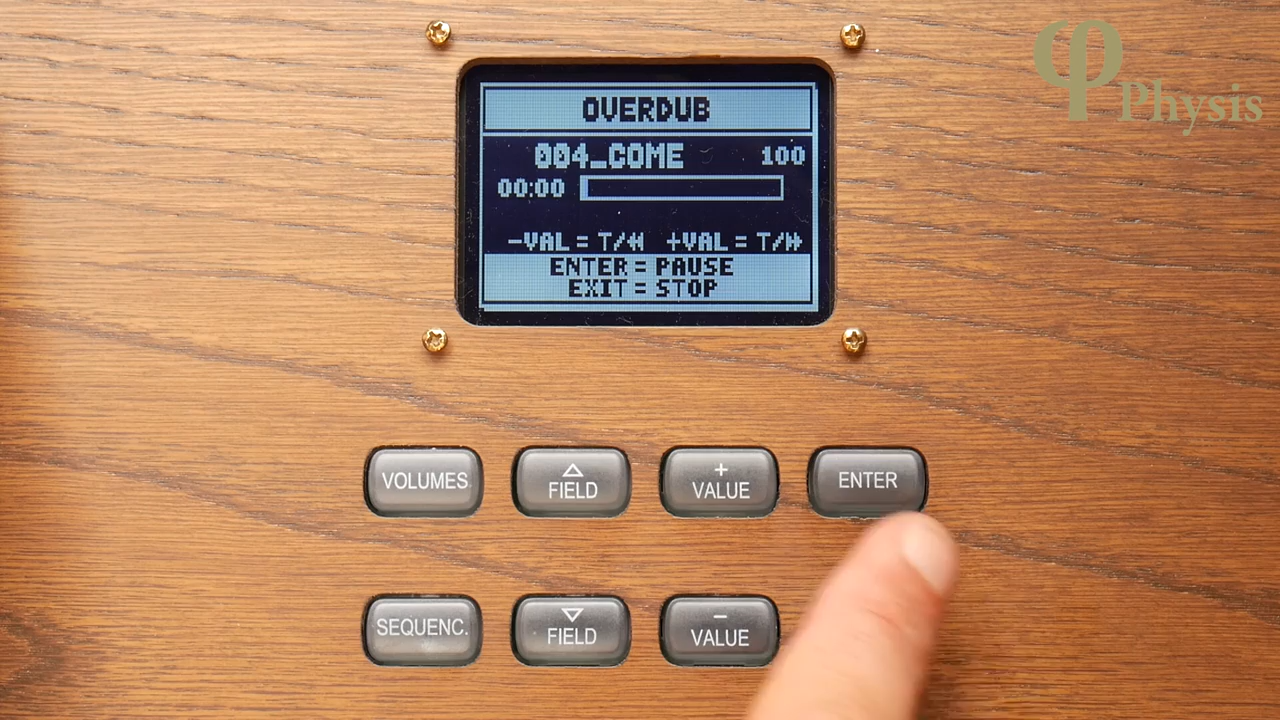 φ Physis
OVERDUB
004_COME 100
00:00
-VAL = T/◀◀ +VAL = T/▶▶
ENTER = PAUSE
EXIT = STOP
VOLUMES
△ FIELD
+ VALUE
ENTER
SEQUENC.
▽ FIELD
− VALUE